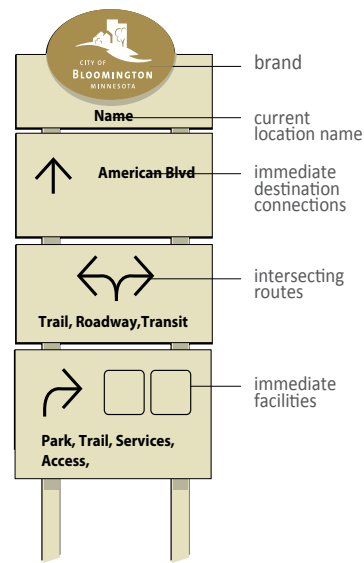 CITY OF
BLOOMINGTON
MINNESOTA
brand
Name
current
location name
American Blvd
immediate
destination
connections
intersecting
routes
Trail, Roadway,Transit
immediate
facilities
Park, Trail, Services,
Access,